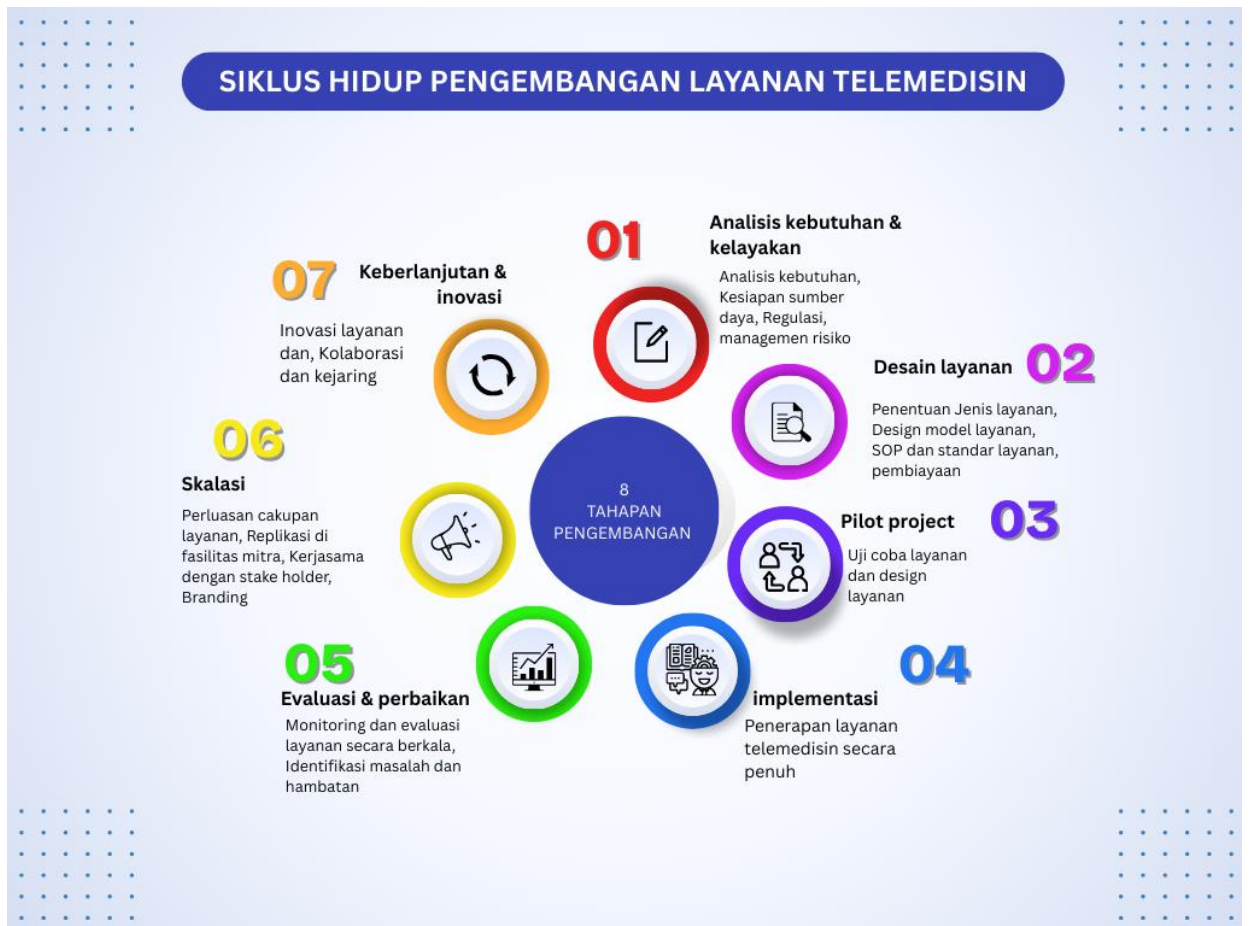 SIKLUS HIDUP PENGEMBANGAN LAYANAN TELEMEDISIN
01
Analisis kebutuhan &
kelayakan
Analisis kebutuhan,
Kesiapan sumber
daya, Regulasi,
managemen risiko
Desain layanan
02
Penentuan Jenis layanan,
Design model layanan,
SOP dan standar layanan,
pembiayaan
Pilot project
03
Uji coba layanan
dan design
layanan
04
implementasi
Penerapan layanan
telemedisin secara
penuh
05
Evaluasi & perbaikan
Monitoring dan evaluasi
layanan secara berkala,
Identifikasi masalah dan
hambatan
06
Skalasi
Perluasan cakupan
layanan, Replikasi di
fasilitas mitra, Kerjasama
dengan stake holder,
Branding
07
Keberlanjutan &
inovasi
Inovasi layanan
dan, Kolaborasi
dan kejaring
8
TAHAPAN
PENGEMBANGAN